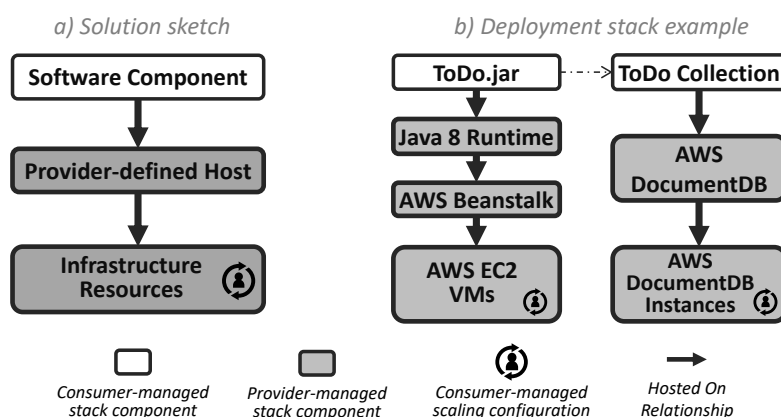 a) Solution sketch
Software Component
Provider-defined Host
Infrastructure
Resources
b) Deployment stack example
ToDo.jar
ToDo Collection
Java 8 Runtime
AWS
DocumentDB
AWS Beanstalk
AWS EC2
VMs
AWS
DocumentDB
Instances
Consumer-managed
stack component
Provider-managed
stack component
Consumer-managed
scaling configuration
Hosted On
Relationship